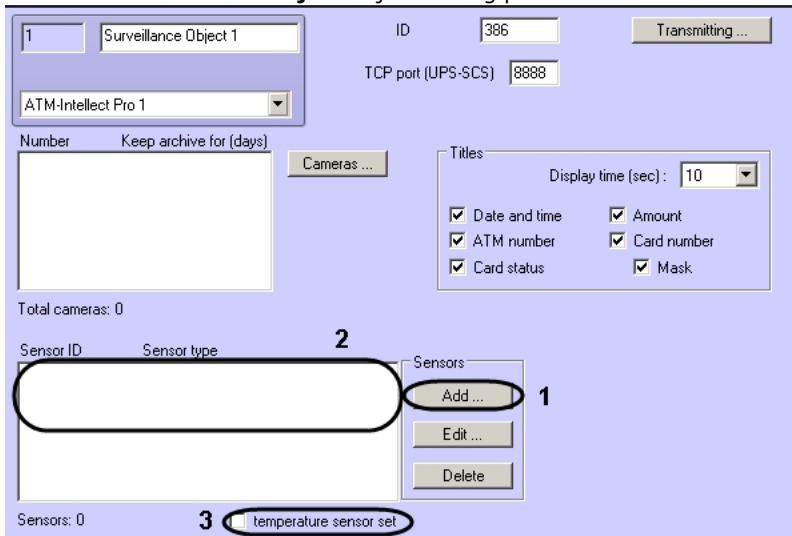 1 Surveillance Object 1 ID 386 Transmitting ...
TCP port (UPS-SCS) 8888
ATM-Intellect Pro 1
Number Keep archive for (days)
Cameras ...
Titles
Display time (sec) : 10
Date and time Amount
ATM number Card number
Card status Mask
Total cameras: 0
2
Sensor ID Sensor type
Sensors
Add ... 1
Edit ...
Delete
Sensors: 0 3 temperature sensor set